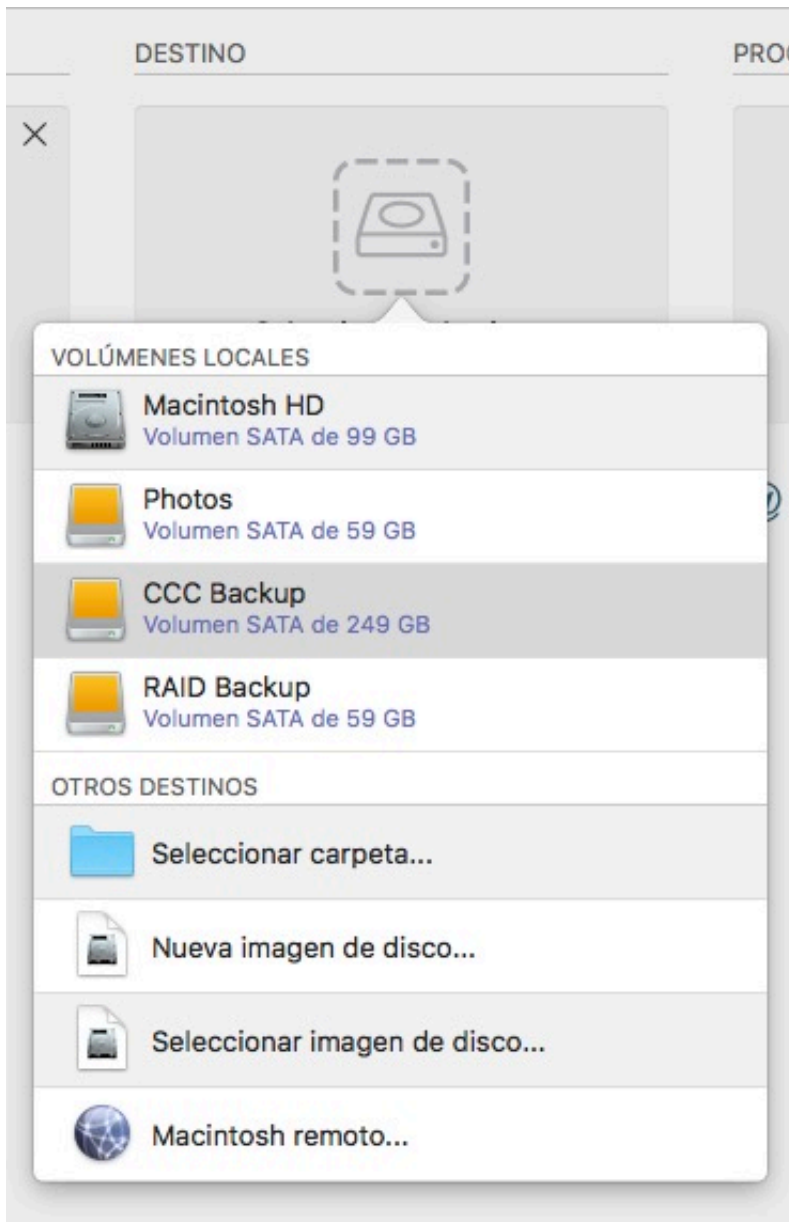 DESTINO
VOLÚMENES LOCALES
Macintosh HD
Volumen SATA de 99 GB
Photos
Volumen SATA de 59 GB
CCC Backup
Volumen SATA de 249 GB
RAID Backup
Volumen SATA de 59 GB
OTROS DESTINOS
Seleccionar carpeta...
Nueva imagen de disco...
Seleccionar imagen de disco...
Macintosh remoto...